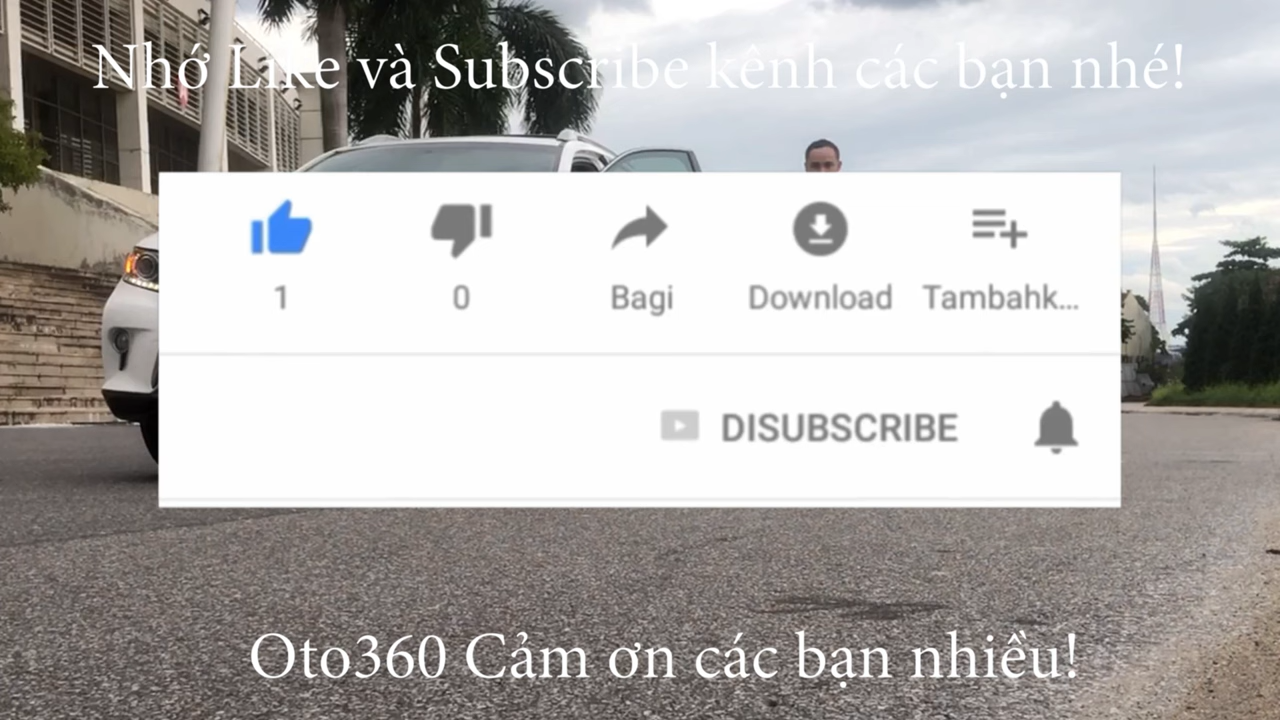 Nhớ Like và Subscribe kênh các bạn nhé!
1 0 Bagi Download Tambahk...
DISUBSCRIBE
Oto360 Cảm ơn các bạn nhiều!